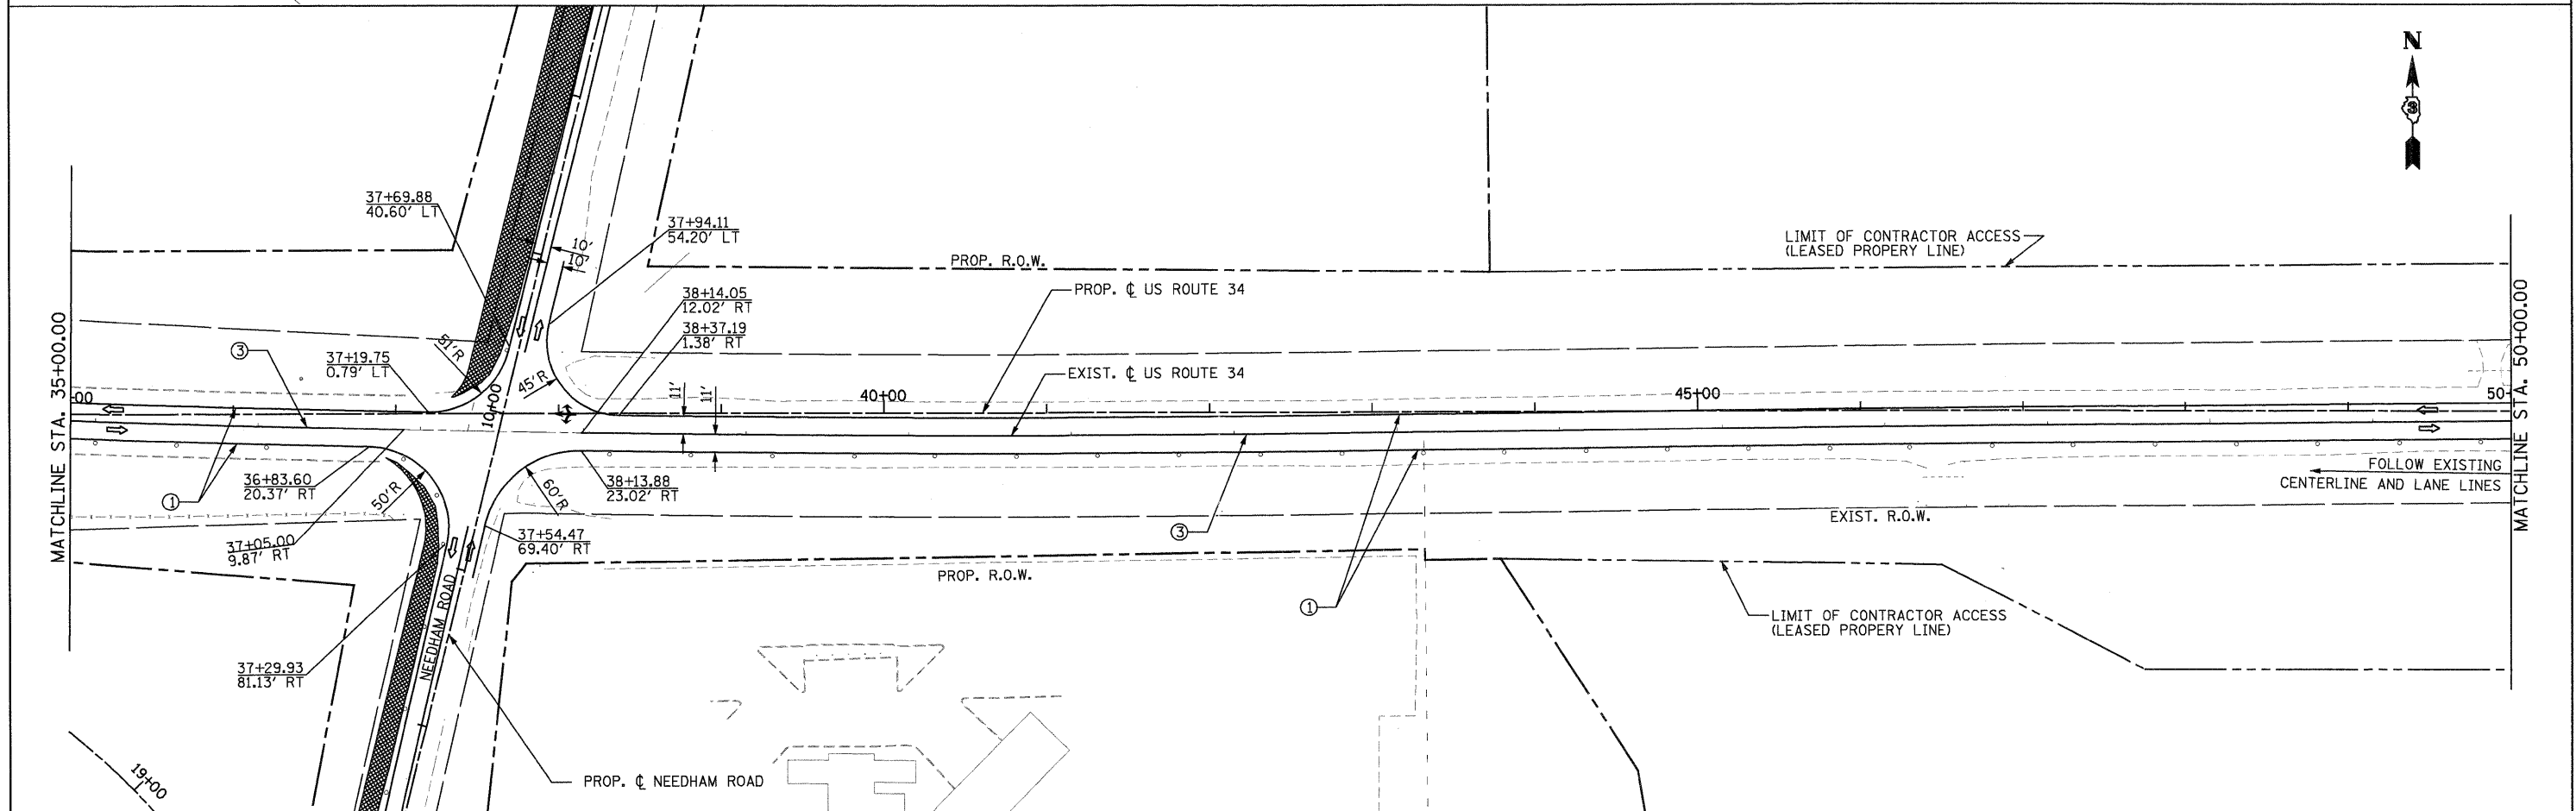 N
3
37+69.88
40.60' LT
37+94.11
54.20' LT
10'
10'
PROP. R.O.W.
LIMIT OF CONTRACTOR ACCESS
(LEASED PROPERY LINE)
PROP. ℄ US ROUTE 34
38+14.05
12.02' RT
38+37.19
1.38' RT
MATCHLINE STA. 35+00.00
MATCHLINE STA. 50+00.00
3
37+19.75
0.79' LT
51'R
45'R
EXIST. ℄ US ROUTE 34
11'
11'
00
10+00
40+00
45+00
50
1
36+83.60
20.37' RT
50'R
60'R
38+13.88
23.02' RT
FOLLOW EXISTING
CENTERLINE AND LANE LINES
37+05.00
9.87' RT
37+54.47
69.40' RT
3
EXIST. R.O.W.
PROP. R.O.W.
NEEDHAM ROAD
1
LIMIT OF CONTRACTOR ACCESS
(LEASED PROPERY LINE)
37+29.93
81.13' RT
19+00
PROP. ℄ NEEDHAM ROAD